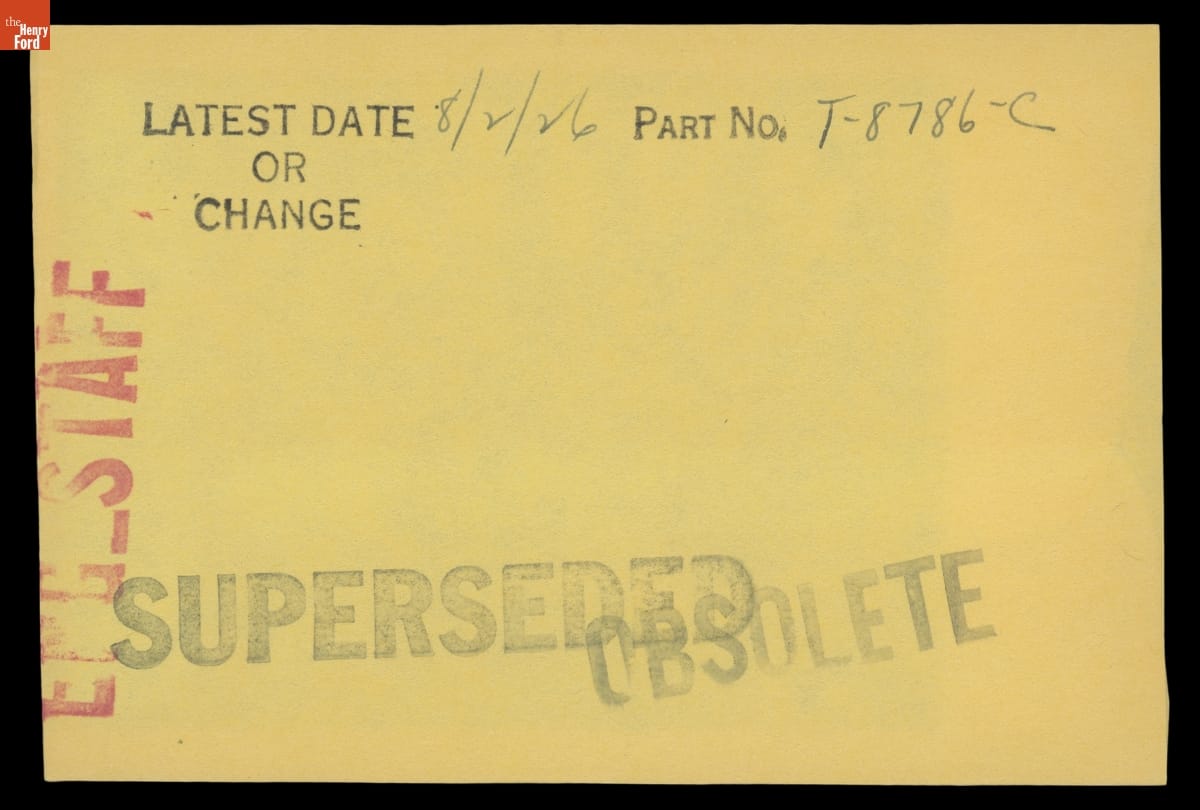 the
Henry
Ford
LATEST DATE 8/2/26 PART NO. T-8786-C
OR
CHANGE
STAFF
SUPERSEDED
OBSOLETE